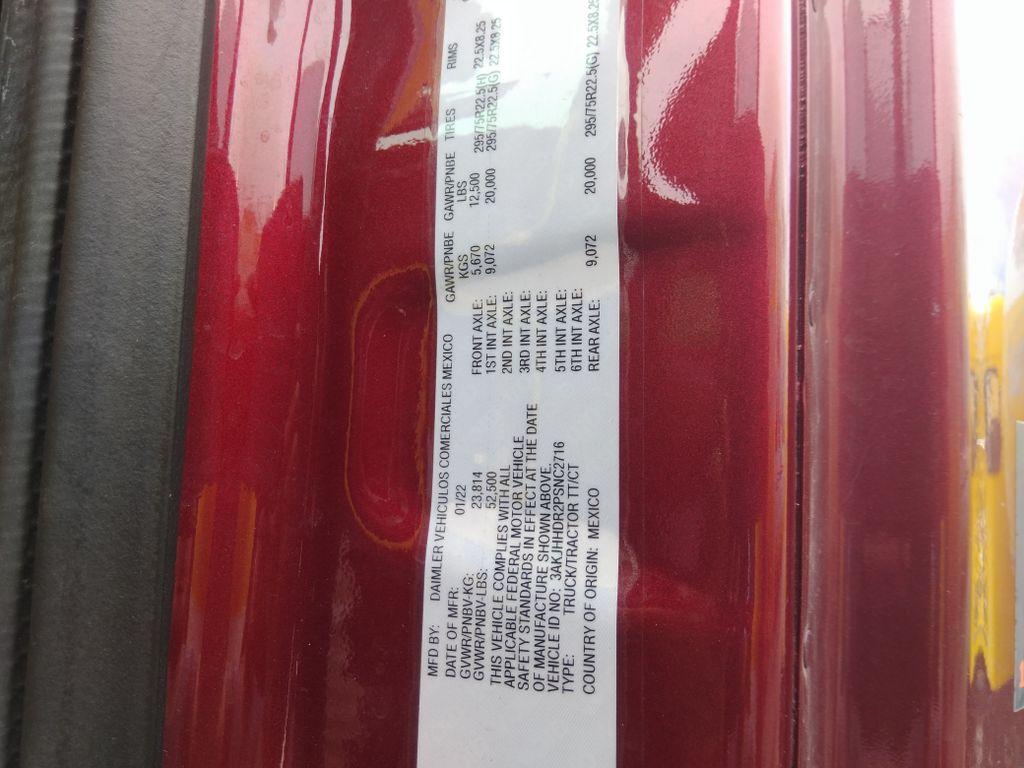 MFD BY: DAIMLER VEHICULOS COMERCIALES MEXICO
DATE OF MFR: 01/22
GVWR/PNBV-KG: 23,814
GVWR/PNBV-LBS: 52,500
THIS VEHICLE COMPLIES WITH ALL
APPLICABLE FEDERAL MOTOR VEHICLE
SAFETY STANDARDS IN EFFECT AT THE DATE
OF MANUFACTURE SHOWN ABOVE.
VEHICLE ID NO: 3AKJHHDR2PSNC2716
TYPE: TRUCK/TRACTOR TT/CT
COUNTRY OF ORIGIN: MEXICO
GAWR/PNBE GAWR/PNBE TIRES RIMS
KGS LBS
FRONT AXLE: 5,670 12,500 295/75R22.5(H) 22.5X8.25
1ST INT AXLE: 9,072 20,000 295/75R22.5(G) 22.5X8.25
2ND INT AXLE:
3RD INT AXLE:
4TH INT AXLE:
5TH INT AXLE:
6TH INT AXLE:
REAR AXLE: 9,072 20,000 295/75R22.5(G) 22.5X8.25